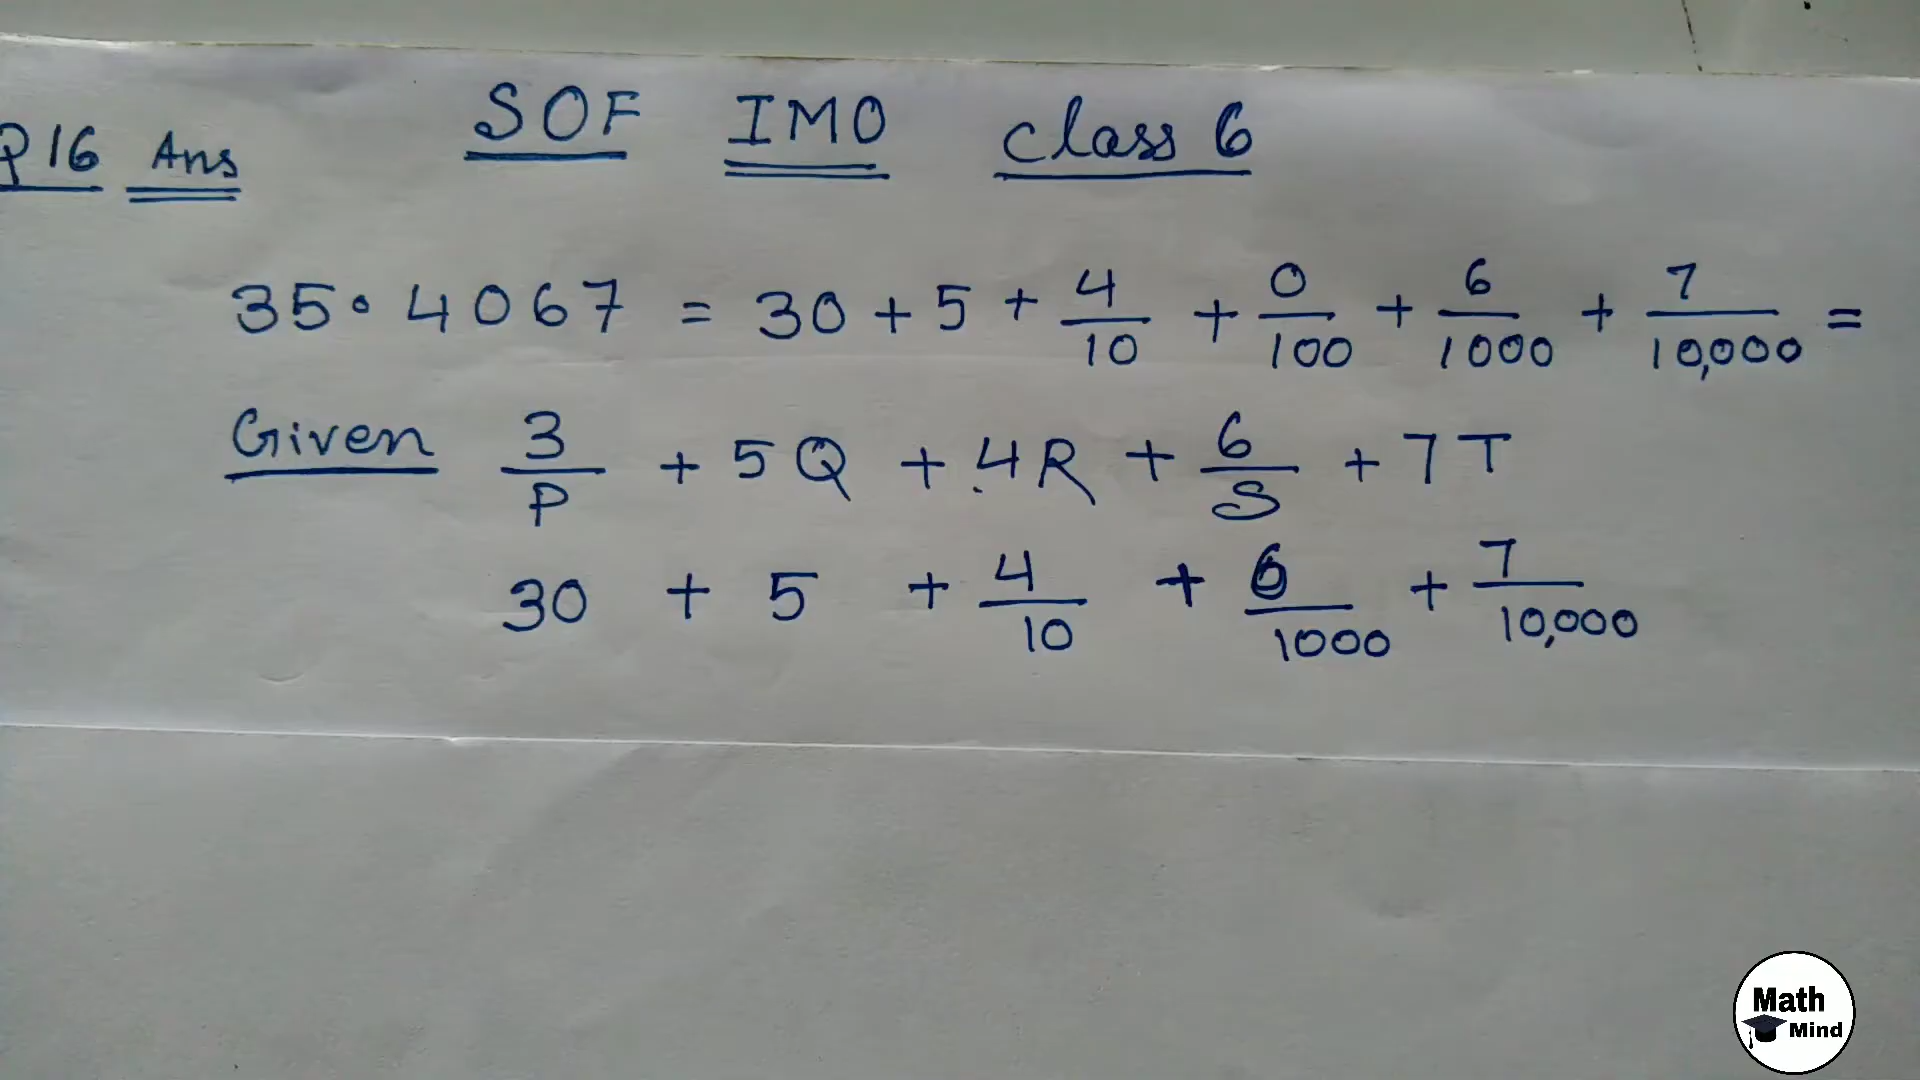 SOF IMO class 6
Q16 Ans
35.4067 = 30 + 5 + 4/10 + 0/100 + 6/1000 + 7/10,000 =
Given 3/P + 5Q + 4R + 6/S + 7T
30 + 5 + 4/10 + 6/1000 + 7/10,000
Math
Mind